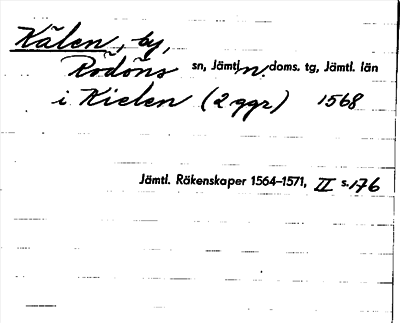 Kälen, by,
Rödöns sn, Jämtl. n. doms. tg, Jämtl. län
i Kielen (2 ggr) 1568
Jämtl. Räkenskaper 1564–1571, II s. 176